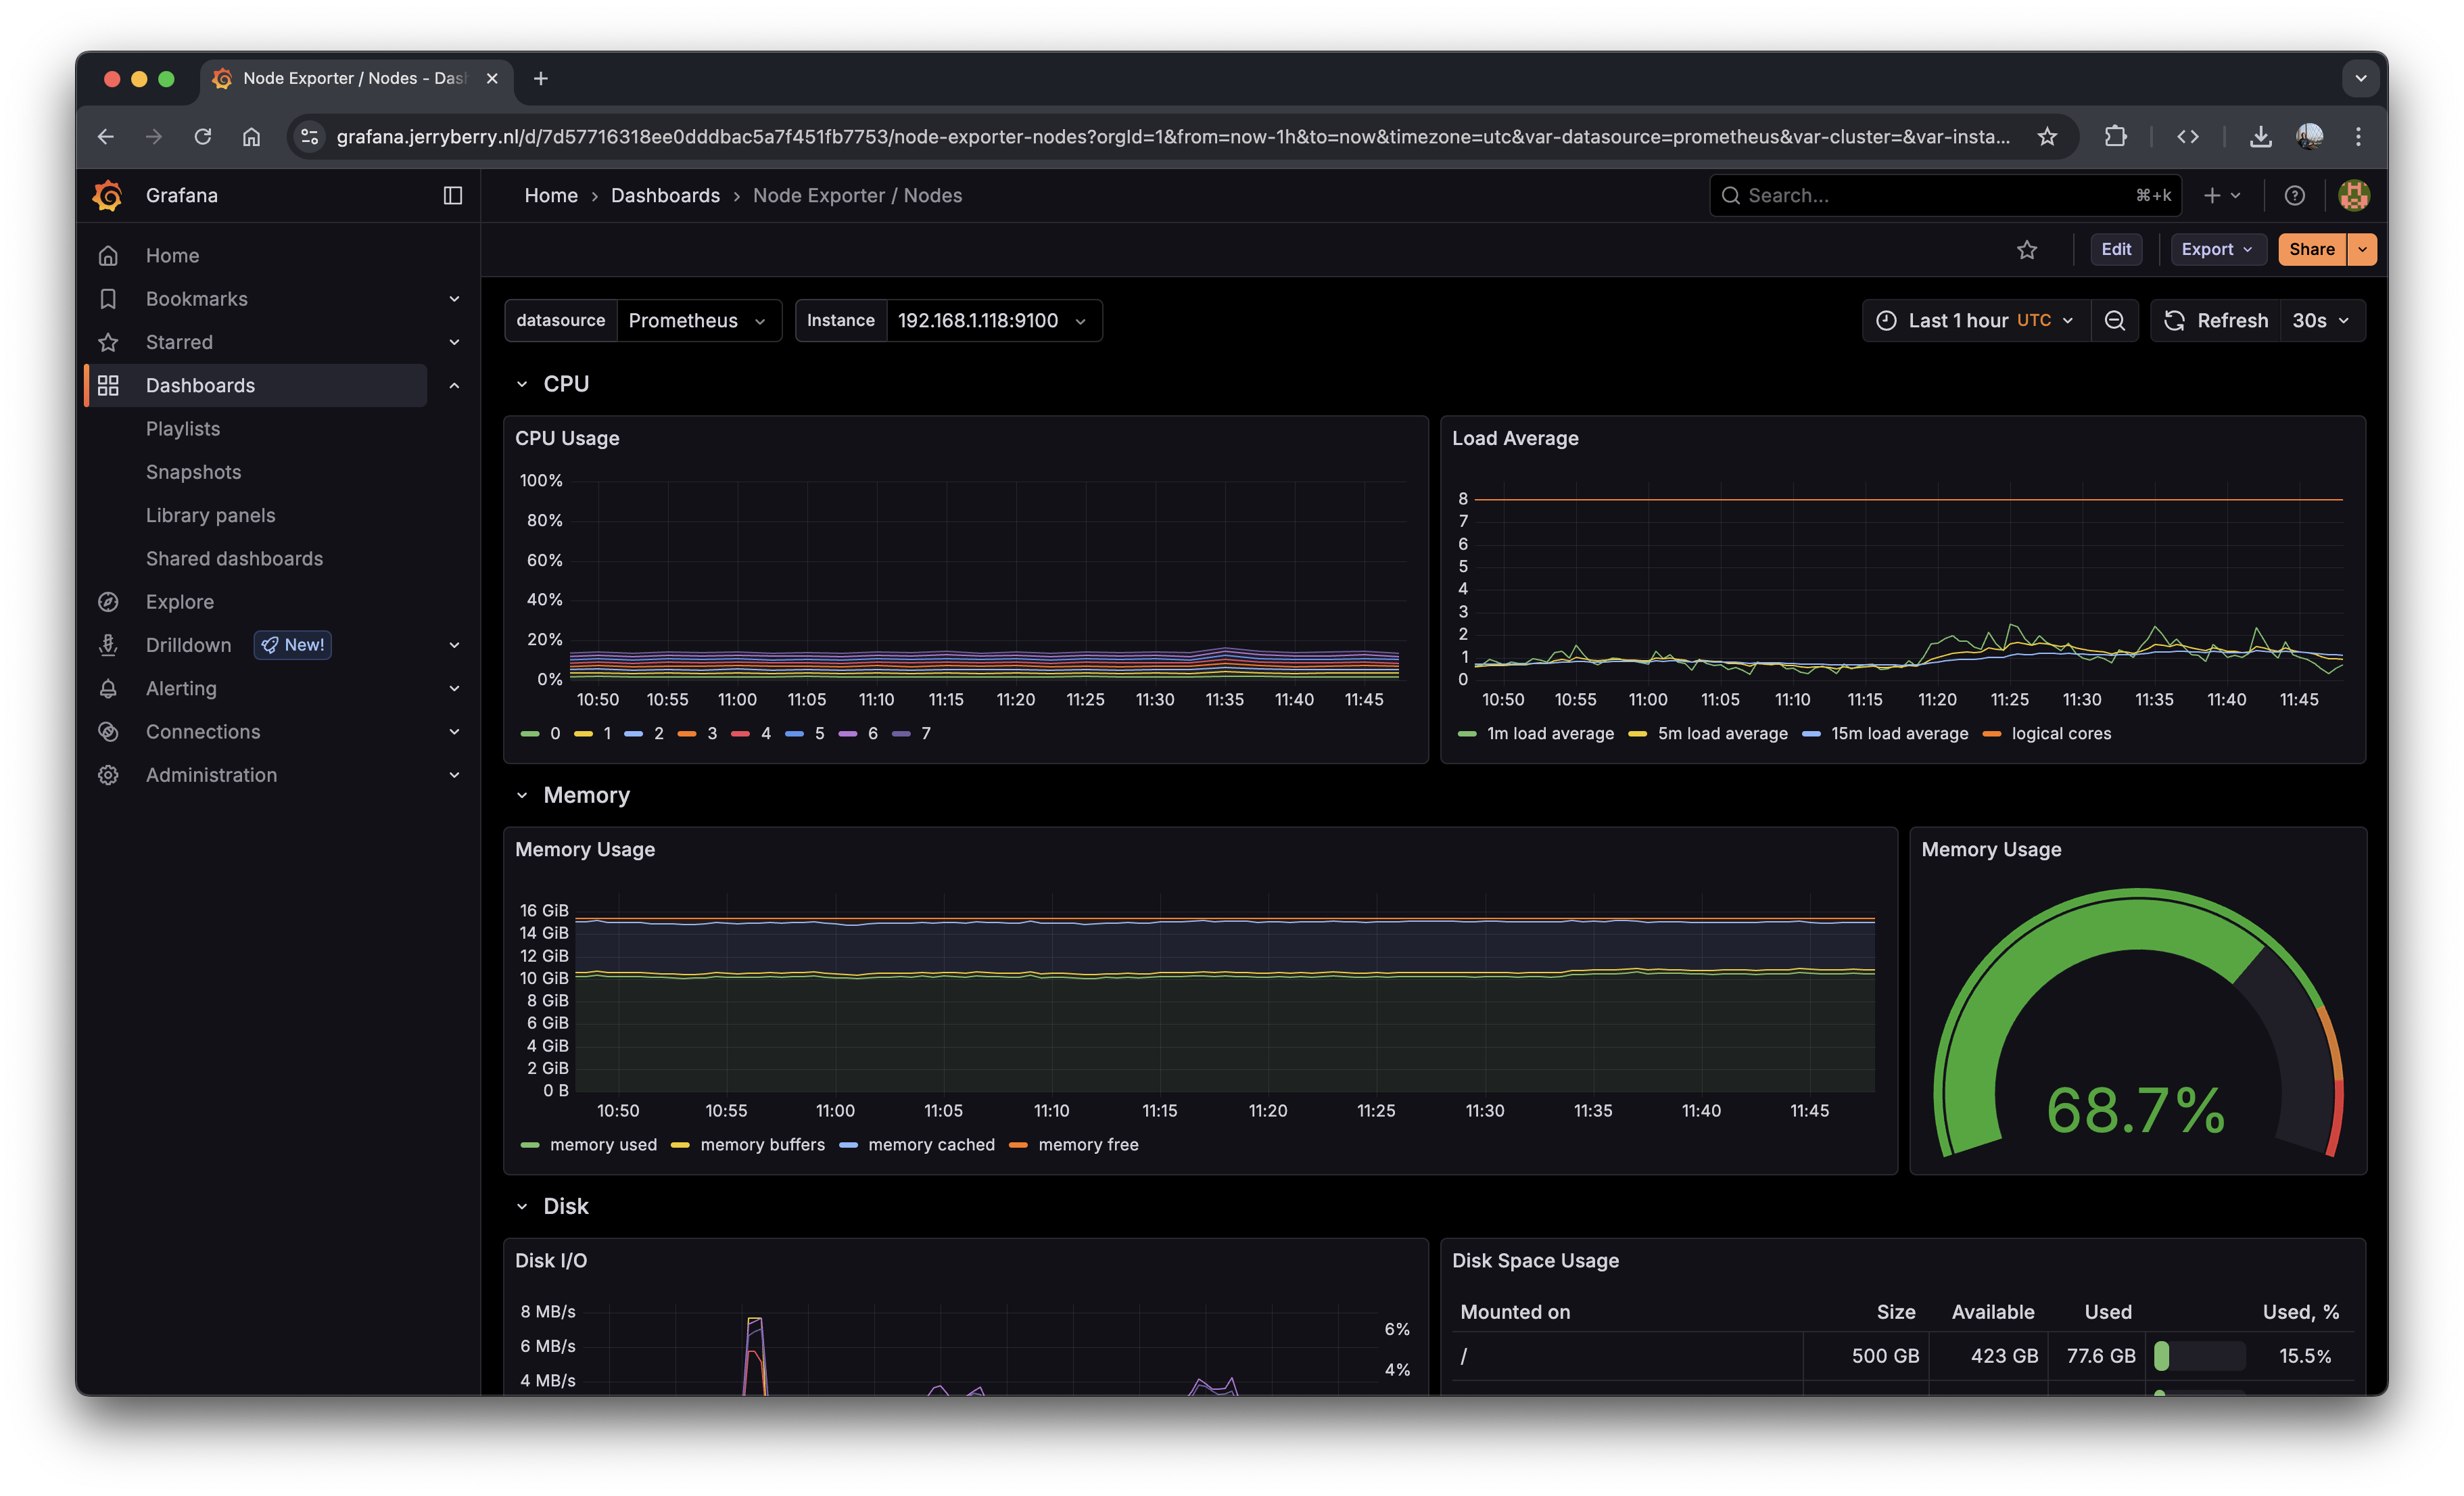 Node Exporter / Nodes - Das
grafana.jerryberry.nl/d/7d57716318ee0dddbac5a7f451fb7753/node-exporter-nodes?orgId=1&from=now-1h&to=now&timezone=utc&var-datasource=prometheus&var-cluster=&var-insta...
Grafana
Home › Dashboards › Node Exporter / Nodes
Search...
⌘+k
Edit
Export
Share
Home
Bookmarks
Starred
Dashboards
Playlists
Snapshots
Library panels
Shared dashboards
Explore
Drilldown New!
Alerting
Connections
Administration
datasource Prometheus Instance 192.168.1.118:9100
Last 1 hour UTC Refresh 30s
CPU
CPU Usage
100%
80%
60%
40%
20%
0%
10:50 10:55 11:00 11:05 11:10 11:15 11:20 11:25 11:30 11:35 11:40 11:45
0 1 2 3 4 5 6 7
Load Average
8
7
6
5
4
3
2
1
0
10:50 10:55 11:00 11:05 11:10 11:15 11:20 11:25 11:30 11:35 11:40 11:45
1m load average 5m load average 15m load average logical cores
Memory
Memory Usage
16 GiB
14 GiB
12 GiB
10 GiB
8 GiB
6 GiB
4 GiB
2 GiB
0 B
10:50 10:55 11:00 11:05 11:10 11:15 11:20 11:25 11:30 11:35 11:40 11:45
memory used memory buffers memory cached memory free
Memory Usage
68.7%
Disk
Disk I/O
8 MB/s
6 MB/s
4 MB/s
6%
4%
Disk Space Usage
Mounted on Size Available Used Used, %
/ 500 GB 423 GB 77.6 GB 15.5%